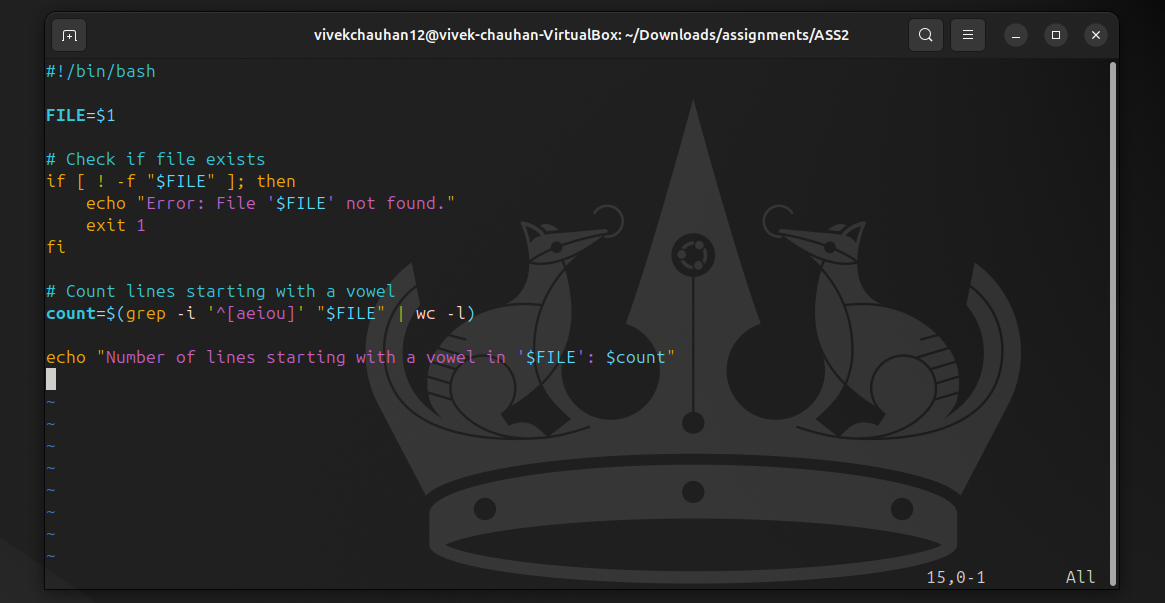 vivekchauhan12@vivek-chauhan-VirtualBox: ~/Downloads/assignments/ASS2
#!/bin/bash
FILE=$1
# Check if file exists
if [ ! -f "$FILE" ]; then
    echo "Error: File '$FILE' not found."
    exit 1
fi
# Count lines starting with a vowel
count=$(grep -i '^[aeiou]' "$FILE" | wc -l)
echo "Number of lines starting with a vowel in '$FILE': $count"
~
~
~
~
~
~
~
~
15,0-1 All